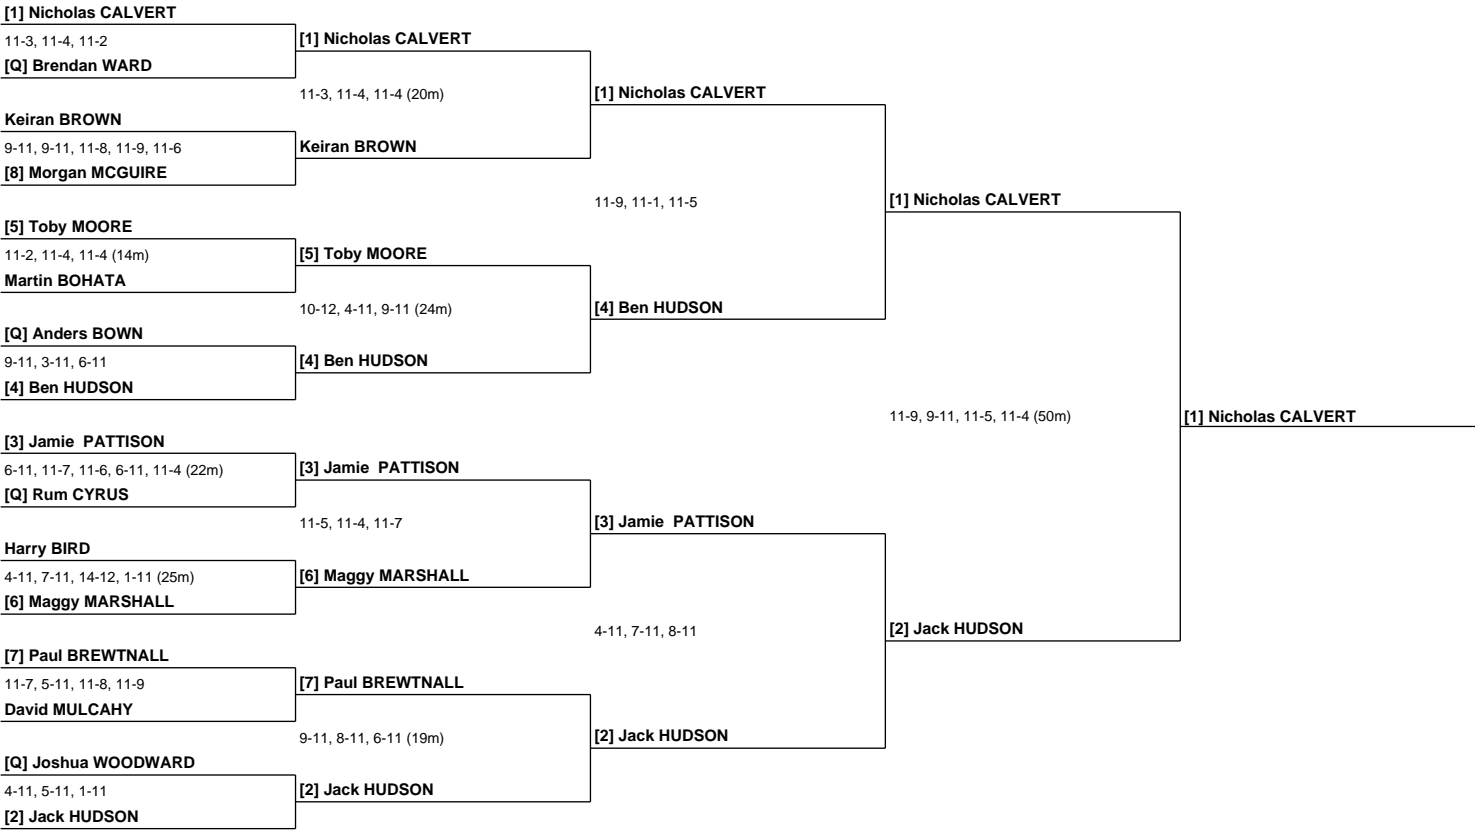 [1] Nicholas CALVERT
11-3, 11-4, 11-2
[Q] Brendan WARD
Keiran BROWN
9-11, 9-11, 11-8, 11-9, 11-6
[8] Morgan MCGUIRE
[5] Toby MOORE
11-2, 11-4, 11-4 (14m)
Martin BOHATA
[Q] Anders BOWN
9-11, 3-11, 6-11
[4] Ben HUDSON
[3] Jamie  PATTISON
6-11, 11-7, 11-6, 6-11, 11-4 (22m)
[Q] Rum CYRUS
Harry BIRD
4-11, 7-11, 14-12, 1-11 (25m)
[6] Maggy MARSHALL
[7] Paul BREWTNALL
11-7, 5-11, 11-8, 11-9
David MULCAHY
[Q] Joshua WOODWARD
4-11, 5-11, 1-11
[2] Jack HUDSON
[1] Nicholas CALVERT
11-3, 11-4, 11-4 (20m)
Keiran BROWN
[5] Toby MOORE
10-12, 4-11, 9-11 (24m)
[4] Ben HUDSON
[3] Jamie  PATTISON
11-5, 11-4, 11-7
[6] Maggy MARSHALL
[7] Paul BREWTNALL
9-11, 8-11, 6-11 (19m)
[2] Jack HUDSON
[1] Nicholas CALVERT
11-9, 11-1, 11-5
[4] Ben HUDSON
[3] Jamie  PATTISON
4-11, 7-11, 8-11
[2] Jack HUDSON
[1] Nicholas CALVERT
11-9, 9-11, 11-5, 11-4 (50m)
[2] Jack HUDSON
[1] Nicholas CALVERT